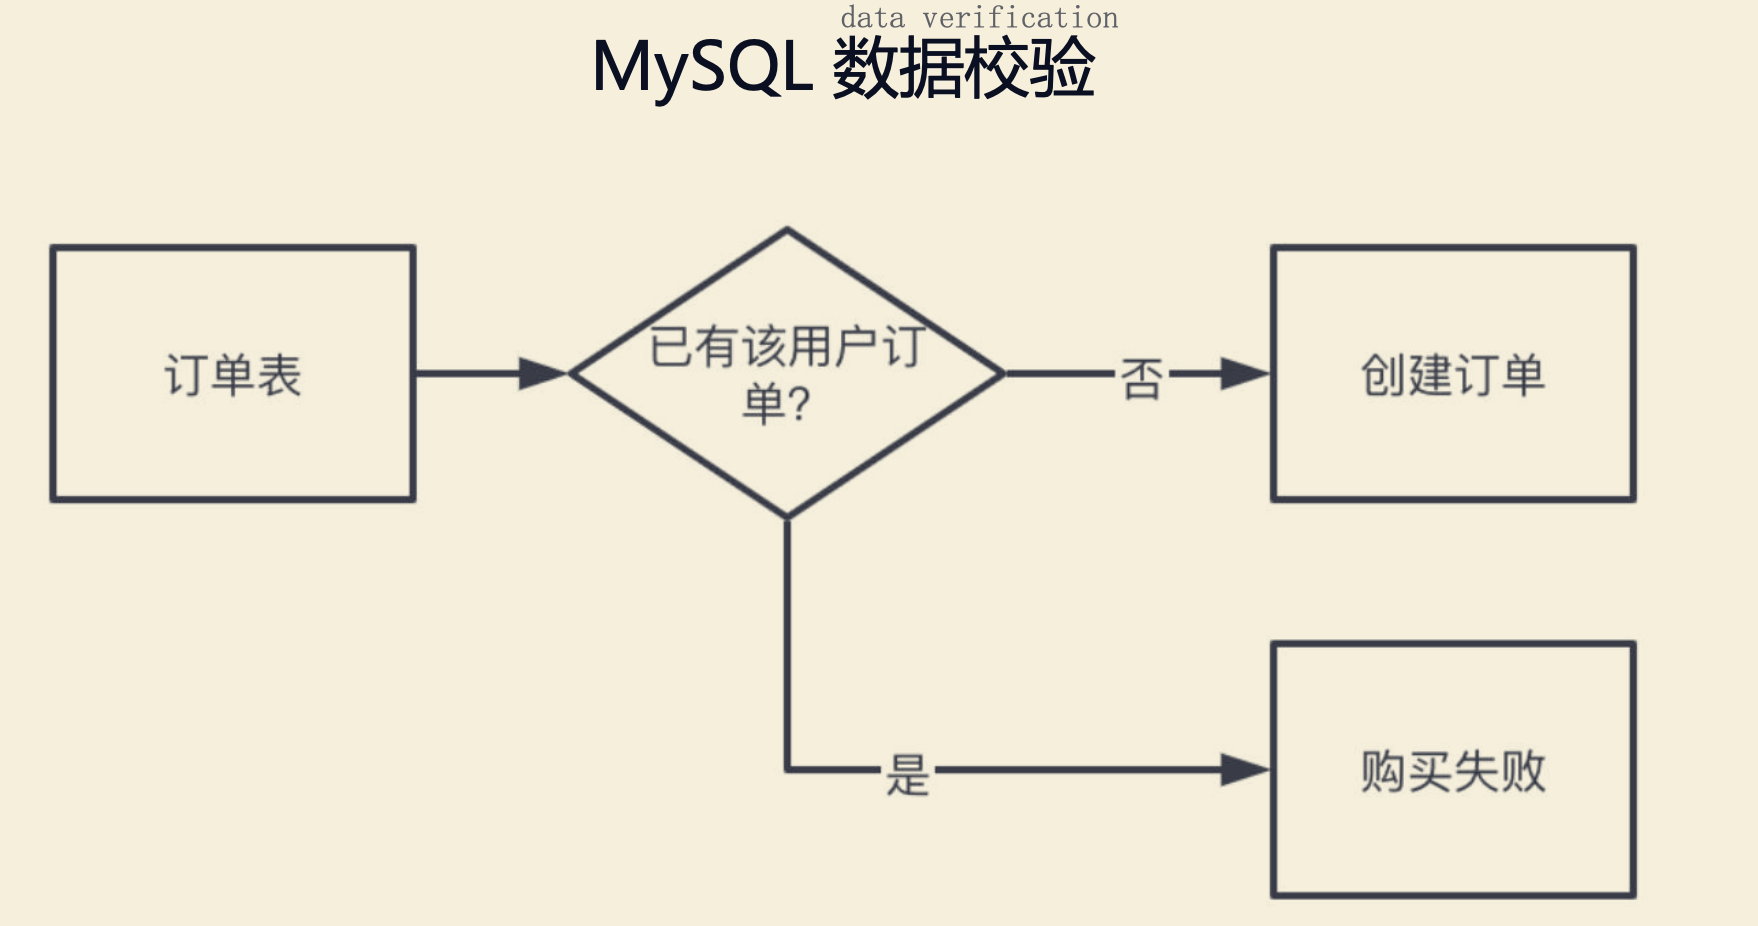 data verification
MySQL 数据校验
订单表
已有该用户订
单?
否
创建订单
是
购买失败